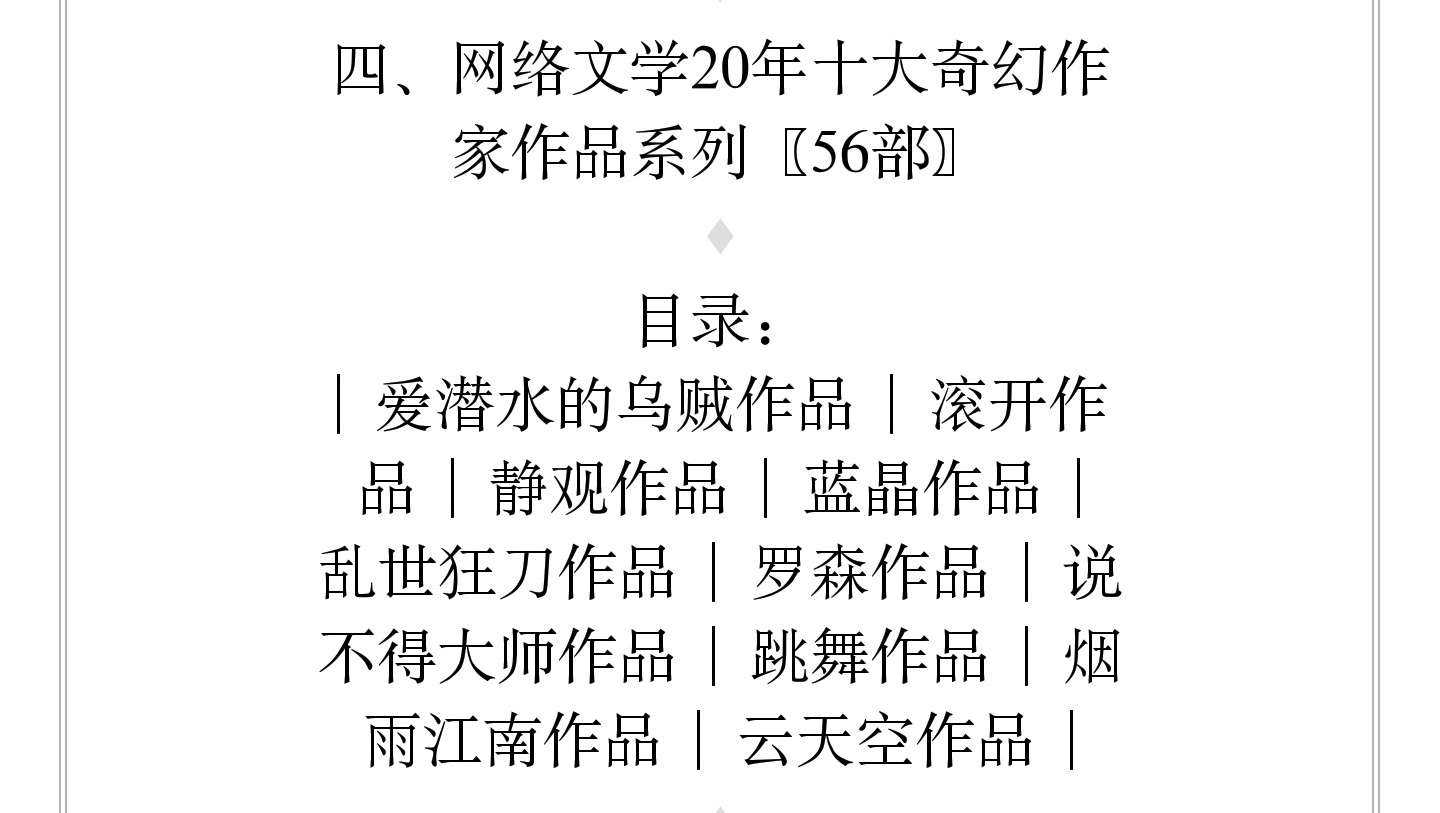 四、网络文学20年十大奇幻作
家作品系列〖56部〗
目录：
｜爱潜水的乌贼作品｜滚开作
品｜静观作品｜蓝晶作品｜
乱世狂刀作品｜罗森作品｜说
不得大师作品｜跳舞作品｜烟
雨江南作品｜云天空作品｜